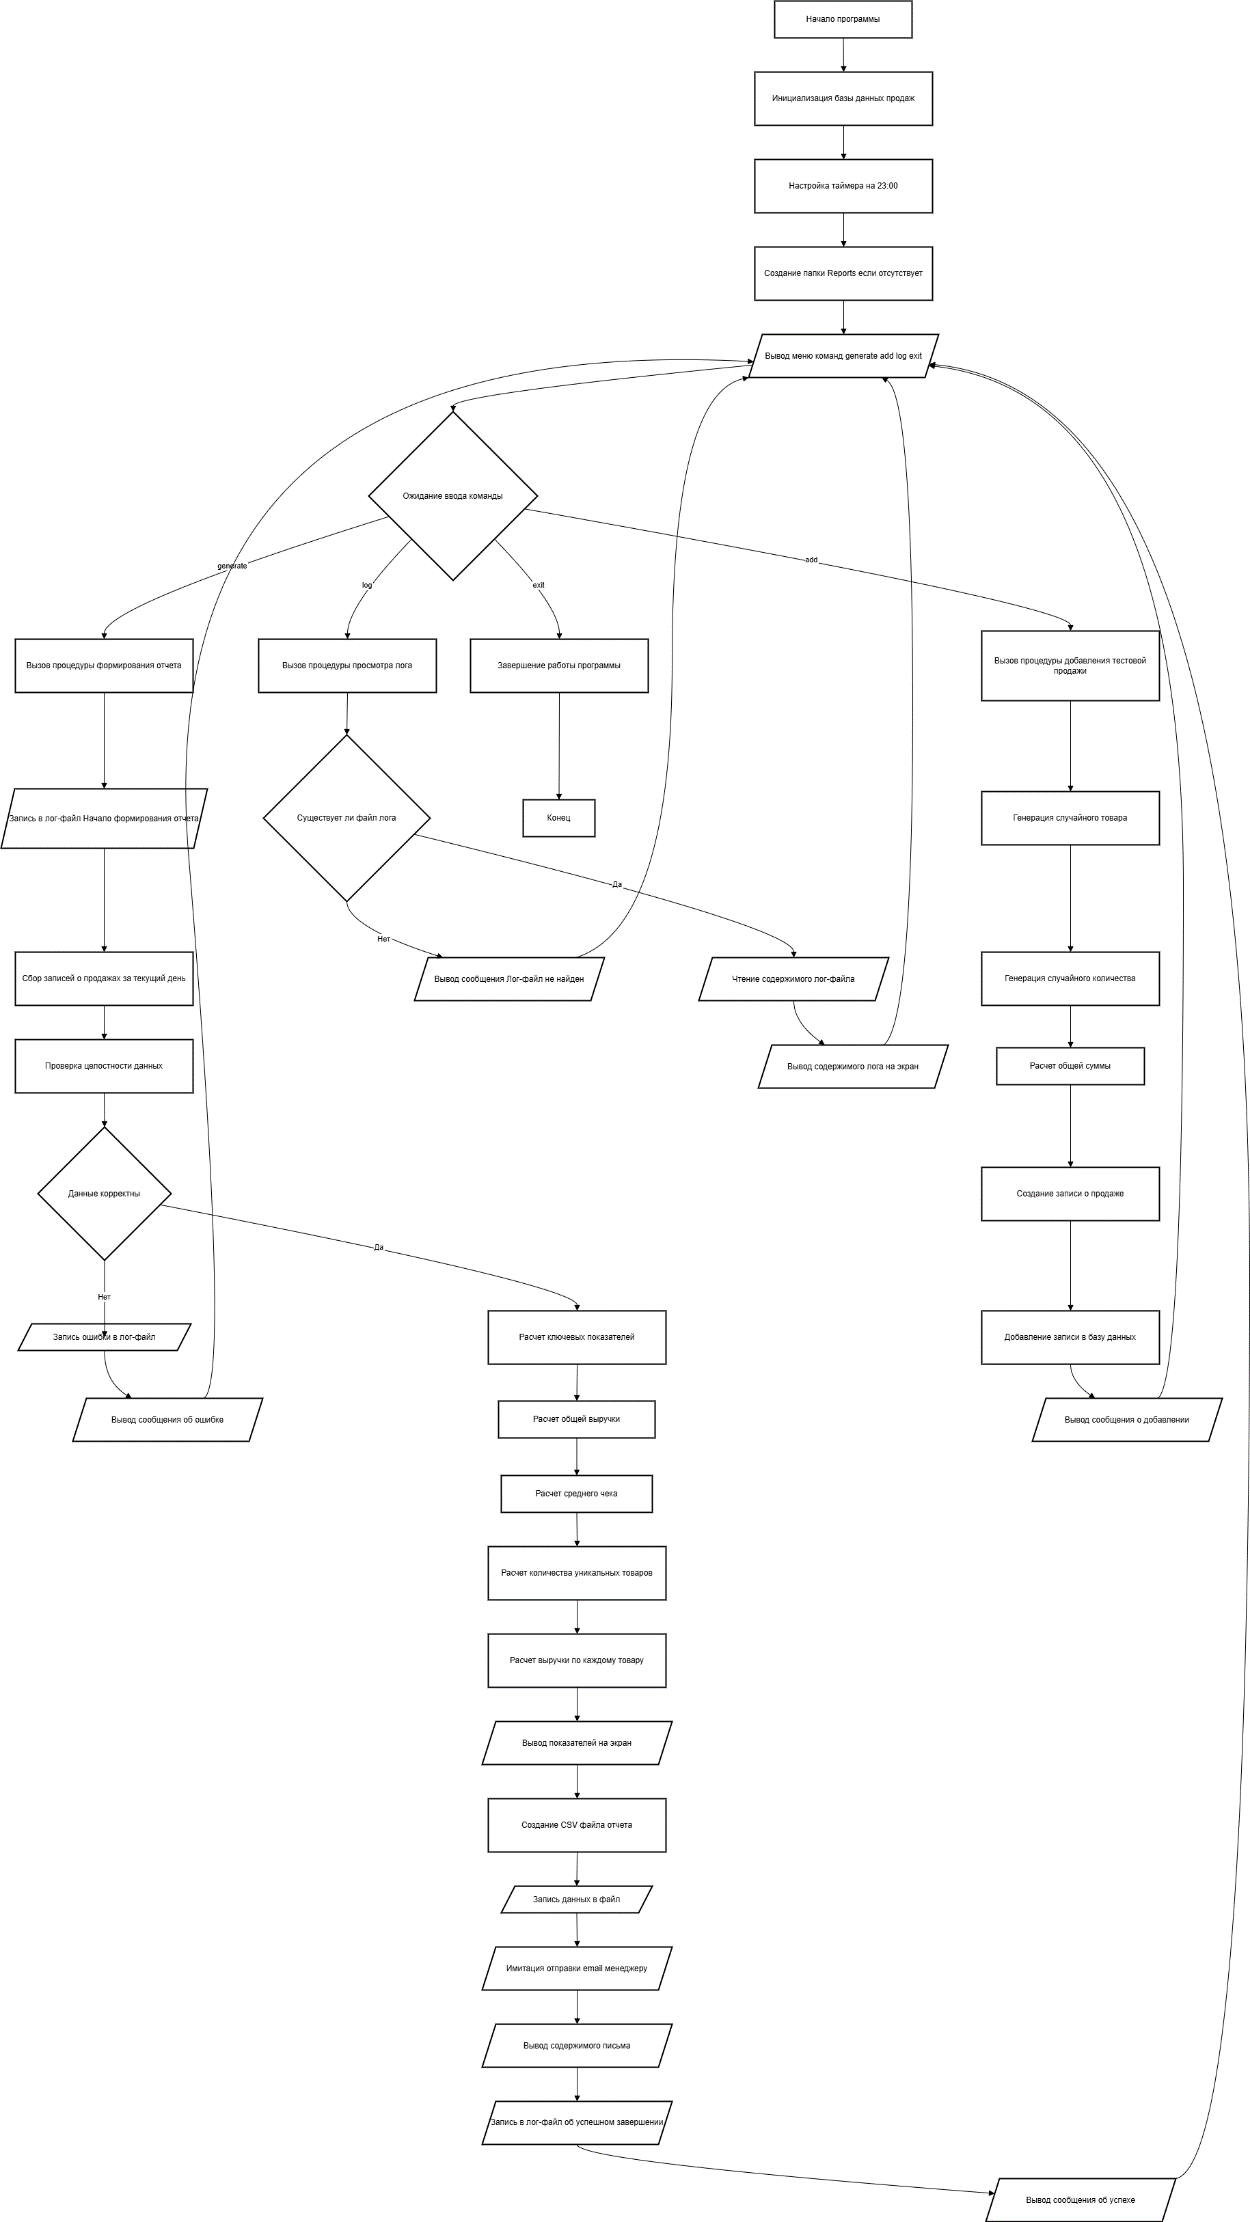 Начало программы
Инициализация базы данных продаж
Настройка таймера на 23:00
Создание папки Reports если отсутствует
Вывод меню команд generate add log exit
Ожидание ввода команды
generate
log
exit
add
Вызов процедуры формирования отчета
Вызов процедуры просмотра лога
Завершение работы программы
Вызов процедуры добавления тестовой
продажи
Запись в лог-файл Начало формирования отчета
Существует ли файл лога
Конец
Генерация случайного товара
Да
Нет
Сбор записей о продажах за текущий день
Вывод сообщения Лог-файл не найден
Чтение содержимого лог-файла
Генерация случайного количества
Проверка целостности данных
Вывод содержимого лога на экран
Расчет общей суммы
Данные корректны
Создание записи о продаже
Да
Нет
Запись ошибки в лог-файл
Расчет ключевых показателей
Добавление записи в базу данных
Вывод сообщения об ошибке
Расчет общей выручки
Вывод сообщения о добавлении
Расчет среднего чека
Расчет количества уникальных товаров
Расчет выручки по каждому товару
Вывод показателей на экран
Создание CSV файла отчета
Запись данных в файл
Имитация отправки email менеджеру
Вывод содержимого письма
Запись в лог-файл об успешном завершении
Вывод сообщения об успехе